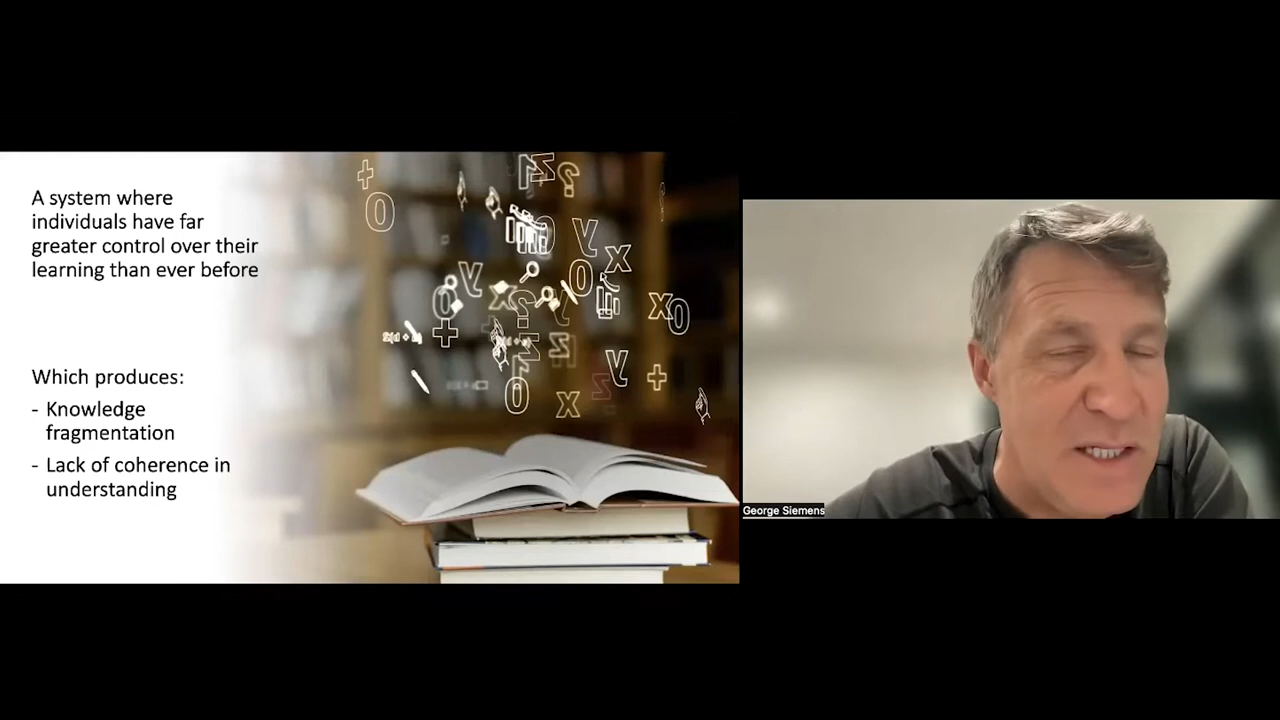 A system where
individuals have far
greater control over their
learning than ever before
Which produces:
- Knowledge
fragmentation
- Lack of coherence in
understanding
George Siemens